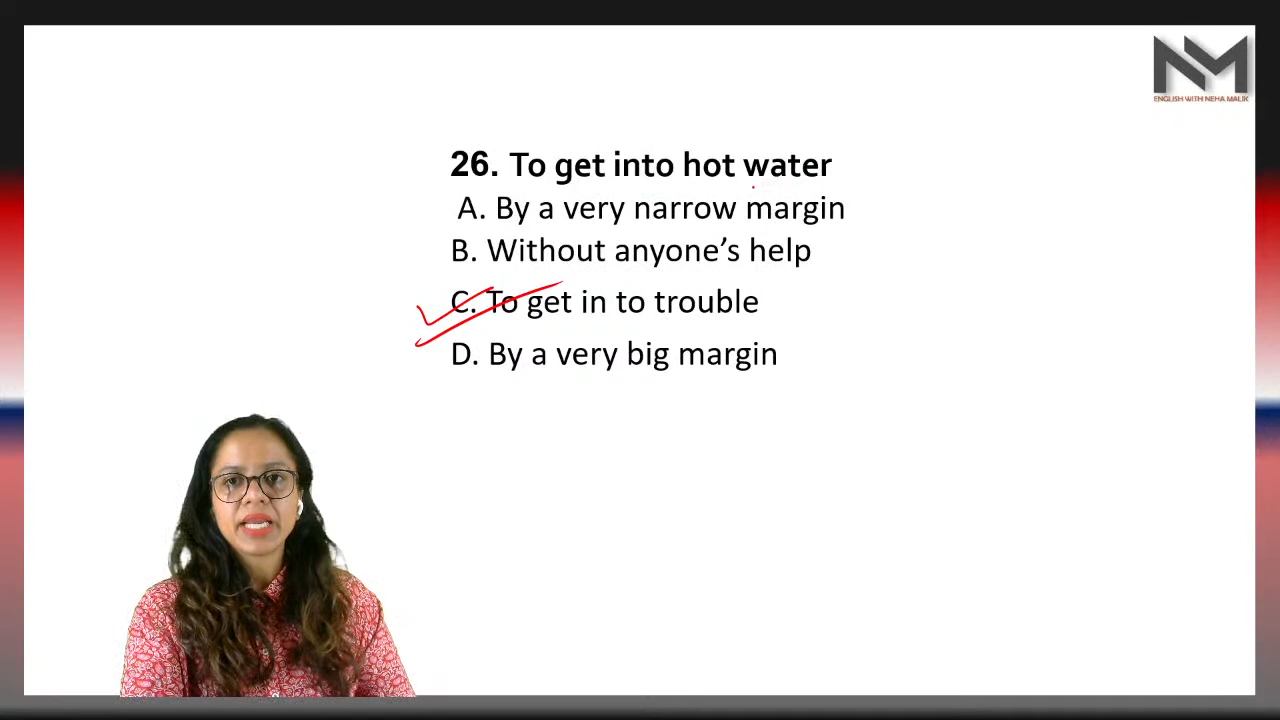 ENGLISH WITH NEHA MALIK
26. To get into hot water
A. By a very narrow margin
B. Without anyone’s help
C. To get in to trouble
D. By a very big margin